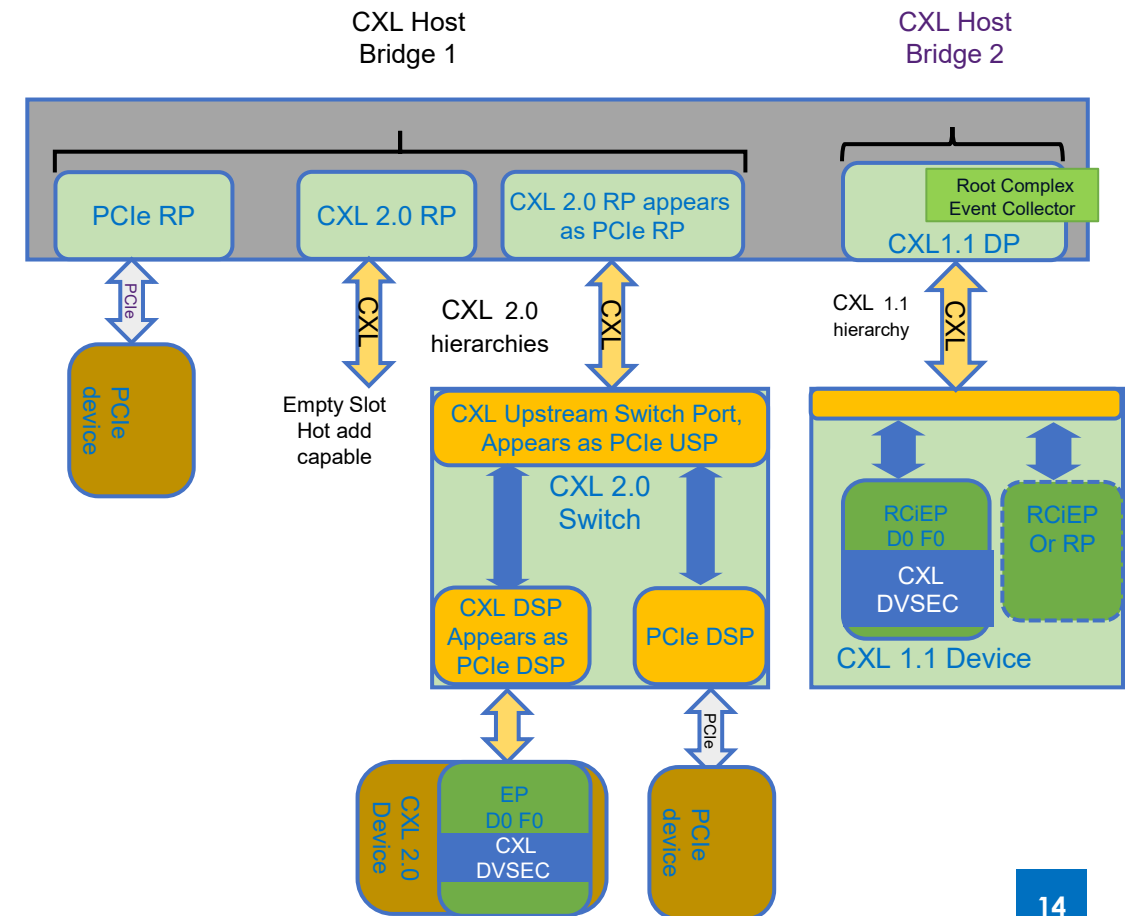 CXL Host
Bridge 1
CXL Host
Bridge 2
PCIe RP
CXL 2.0 RP
CXL 2.0 RP appears
as PCIe RP
Root Complex
Event Collector
CXL1.1 DP
PCIe
CXL
CXL 2.0
hierarchies
CXL
CXL 1.1
hierarchy
CXL
PCIe
device
Empty Slot
Hot add
capable
CXL Upstream Switch Port,
Appears as PCIe USP
CXL 2.0
Switch
CXL DSP
Appears as
PCIe DSP
PCIe DSP
RCiEP
D0 F0
CXL
DVSEC
RCiEP
Or RP
CXL 1.1 Device
PCIe
CXL 2.0
Device
EP
D0 F0
CXL
DVSEC
PCIe
device
14